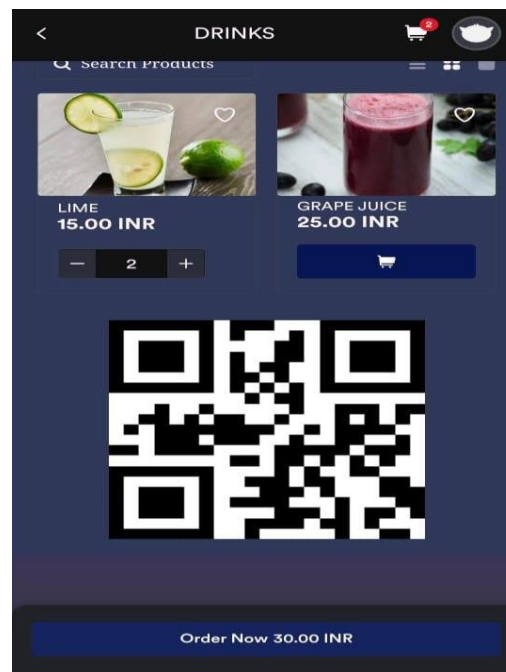 < DRINKS 2
Search Products
LIME
15.00 INR
GRAPE JUICE
25.00 INR
− 2 +
Order Now 30.00 INR